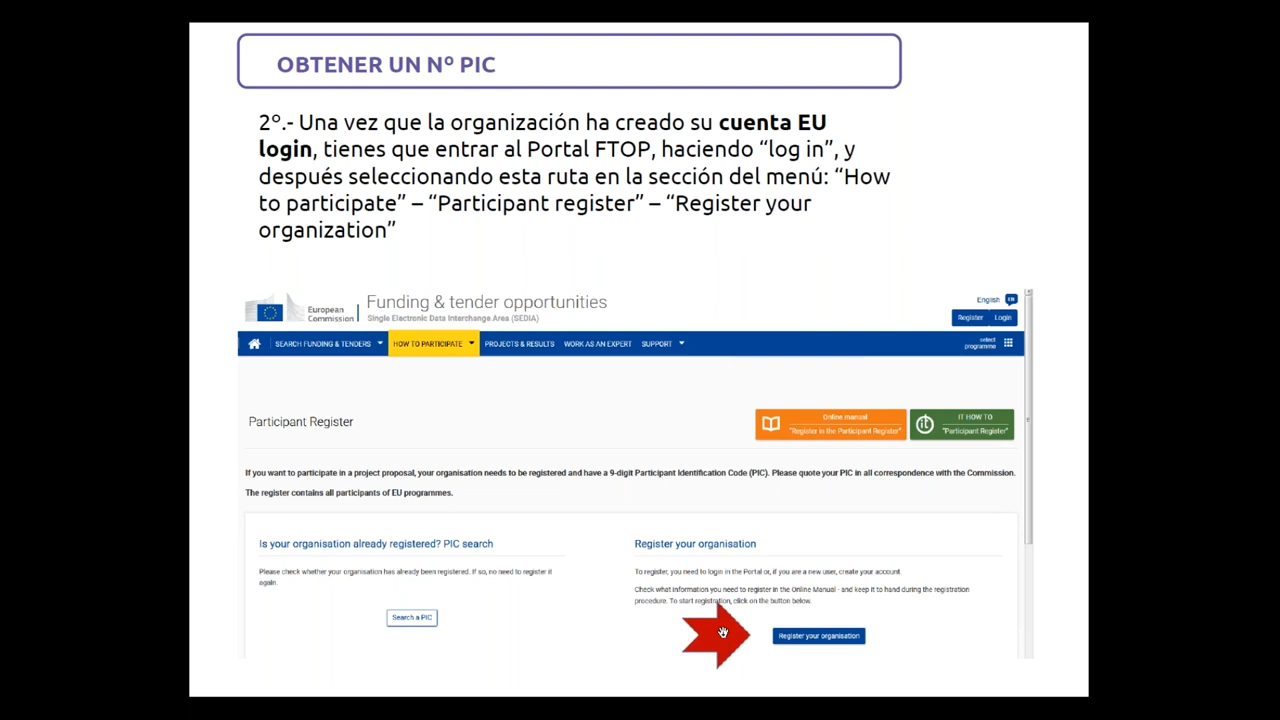 OBTENER UN Nº PIC
2º.- Una vez que la organización ha creado su cuenta EU
login, tienes que entrar al Portal FTOP, haciendo “log in”, y
después seleccionando esta ruta en la sección del menú: “How
to participate” – “Participant register” – “Register your
organization”
European
Commission
Funding & tender opportunities
Single Electronic Data Interchange Area (SEDIA)
English EN
Register Login
SEARCH FUNDING & TENDERS HOW TO PARTICIPATE PROJECTS & RESULTS WORK AS AN EXPERT SUPPORT
select
programme
Participant Register
Online manual
"Register in the Participant Register"
it
IT HOW TO
"Participant Register"
If you want to participate in a project proposal, your organisation needs to be registered and have a 9-digit Participant Identification Code (PIC). Please quote your PIC in all correspondence with the Commission.
The register contains all participants of EU programmes.
Is your organisation already registered? PIC search
Please check whether your organisation has already been registered. If so, no need to register it
again.
Search a PIC
Register your organisation
To register, you need to login in the Portal or, if you are a new user, create your account.
Check what information you need to register in the Online Manual - and keep it to hand during the registration
procedure. To start registration, click on the button below.
Register your organisation